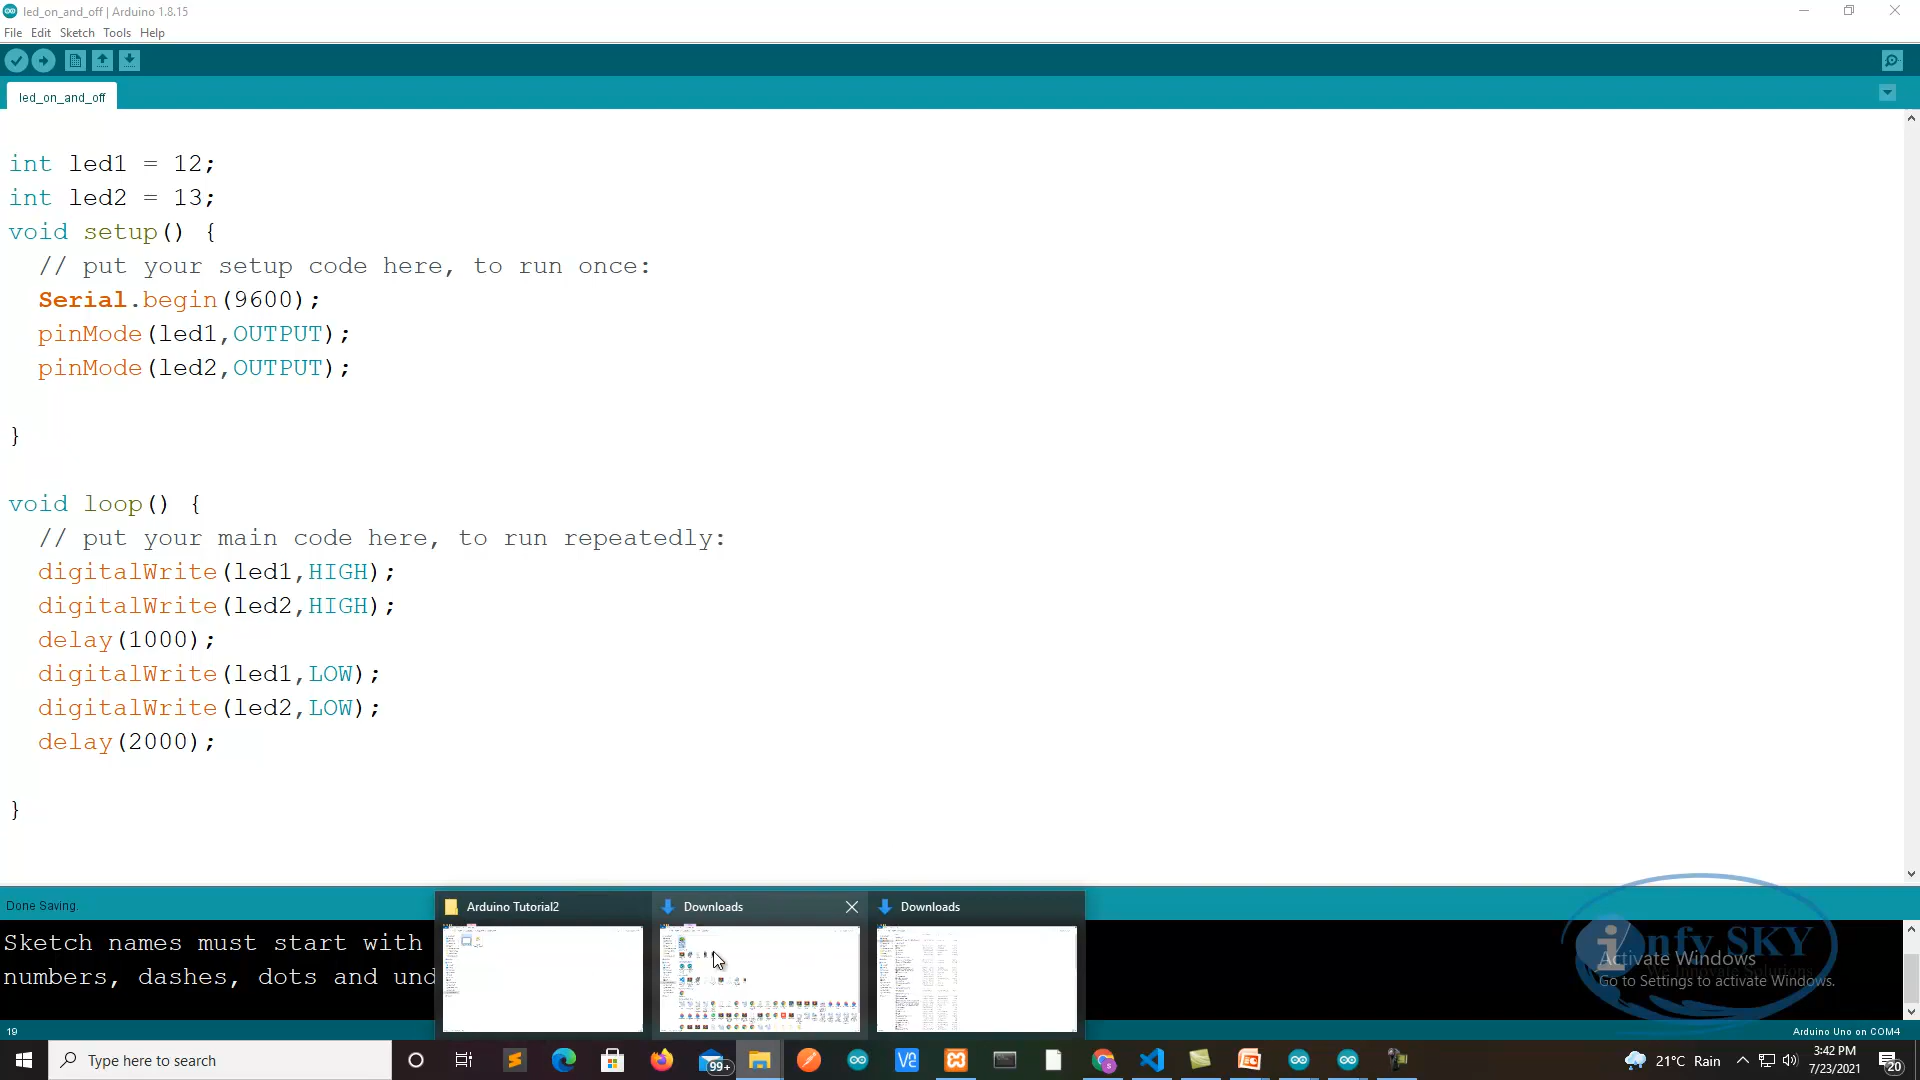 led_on_and_off | Arduino 1.8.15
File Edit Sketch Tools Help
led_on_and_off
int led1 = 12;
int led2 = 13;
void setup() {
// put your setup code here, to run once:
Serial.begin(9600);
pinMode(led1,OUTPUT);
pinMode(led2,OUTPUT);
}
void loop() {
// put your main code here, to run repeatedly:
digitalWrite(led1,HIGH);
digitalWrite(led2,HIGH);
delay(1000);
digitalWrite(led1,LOW);
digitalWrite(led2,LOW);
delay(2000);
}
Done Saving.
Arduino Tutorial2
Downloads
Downloads
Sketch names must start with
numbers, dashes, dots and und
infy SKY
We Innovate Solutions
Activate Windows
Go to Settings to activate Windows.
19
Arduino Uno on COM4
Type here to search
99+
21°C Rain
3:42 PM
7/23/2021
20